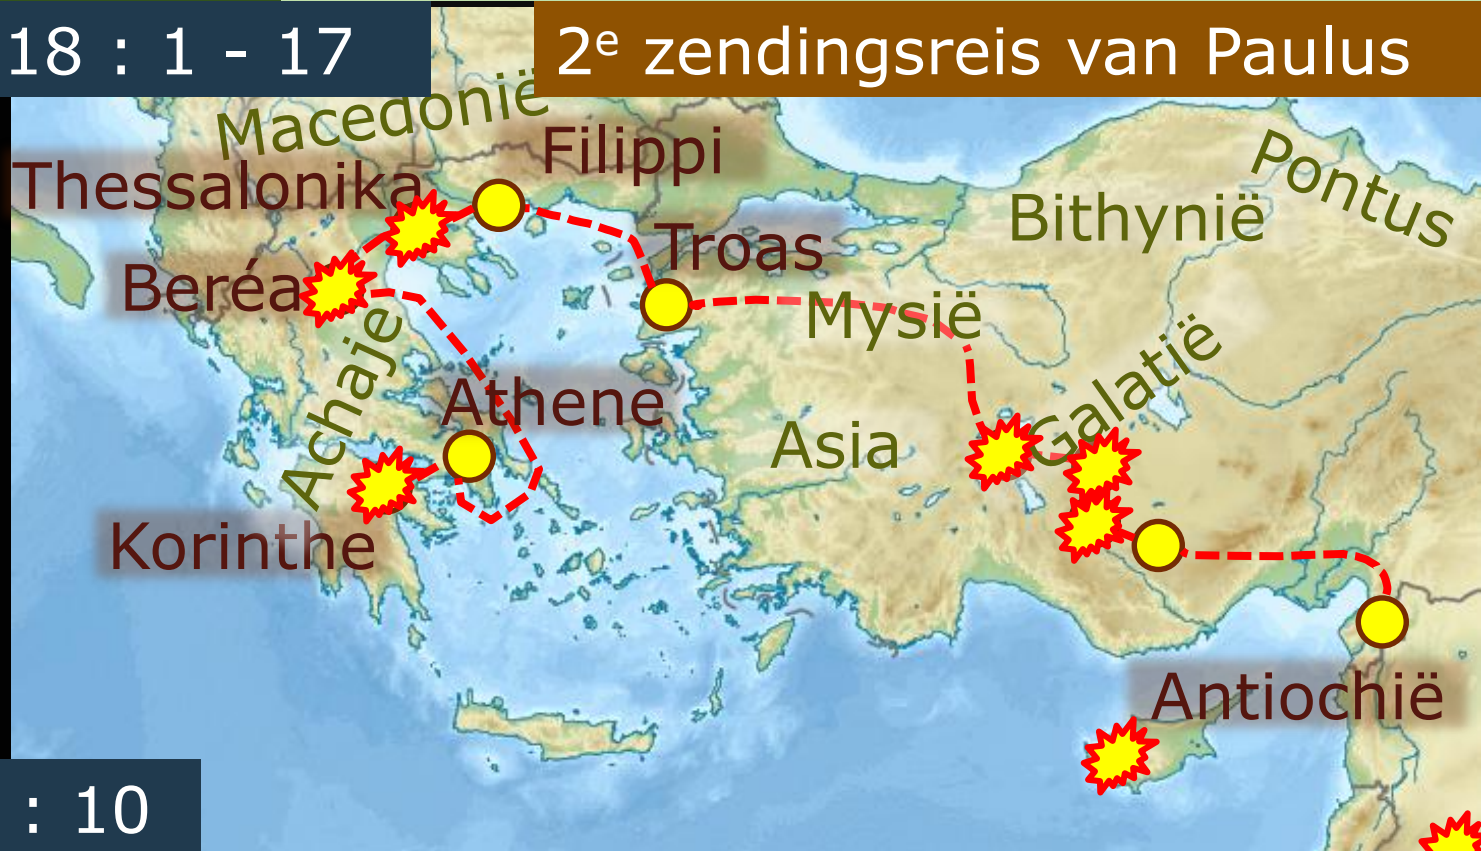 18 : 1 - 17
2e zendingsreis van Paulus
Macedonië
Filippi
Thessalonika
Pontus
Bithynië
Troas
Beréa
Mysië
Achaje
Galatië
Athene
Asia
Korinthe
Antiochië
: 10